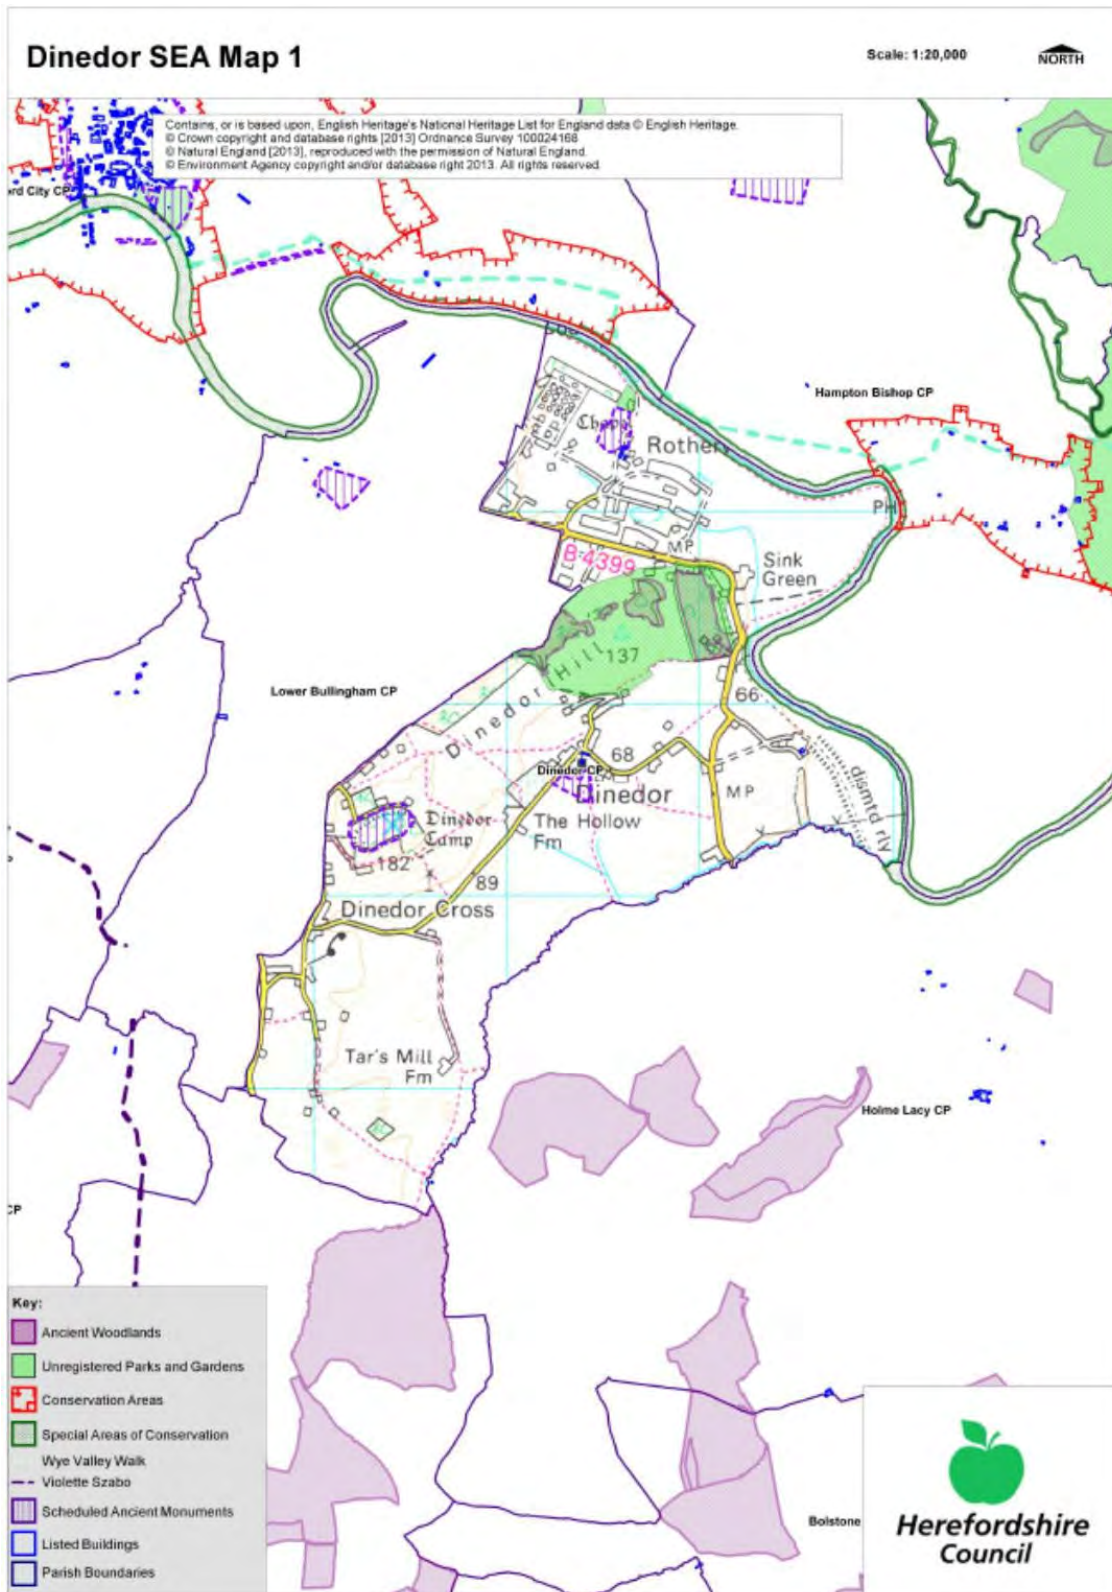 Dinedor SEA Map 1
Scale: 1:20,000
NORTH
Contains, or is based upon, English Heritage's National Heritage List for England data © English Heritage.
© Crown copyright and database rights [2013] Ordnance Survey 100024168
© Natural England [2013], reproduced with the permission of Natural England.
© Environment Agency copyright and/or database right 2013. All rights reserved.
rd City CP
Hampton Bishop CP
Chapl
Rother
PH
MP
B 4399
Sink
Green
137
Dinedor Hill
Lower Bullingham CP
66
68
Dinedor CP
Dinedor
MP
dismtd rly
The Hollow
Fm
Dinedor
Camp
182
89
Dinedor Cross
Tar's Mill
Fm
Holme Lacy CP
CP
Key:
Ancient Woodlands
Unregistered Parks and Gardens
Conservation Areas
Special Areas of Conservation
Wye Valley Walk
Violette Szabo
Scheduled Ancient Monuments
Listed Buildings
Parish Boundaries
Bolstone
Herefordshire
Council